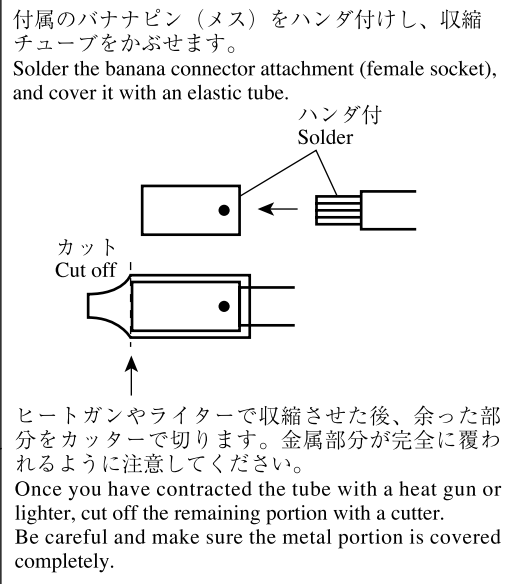 付属のバナナピン（メス）をハンダ付けし、収縮
チューブをかぶせます。
Solder the banana connector attachment (female socket),
and cover it with an elastic tube.
ハンダ付
Solder
カット
Cut off
ヒートガンやライターで収縮させた後、余った部
分をカッターで切ります。金属部分が完全に覆わ
れるように注意してください。
Once you have contracted the tube with a heat gun or
lighter, cut off the remaining portion with a cutter.
Be careful and make sure the metal portion is covered
completely.